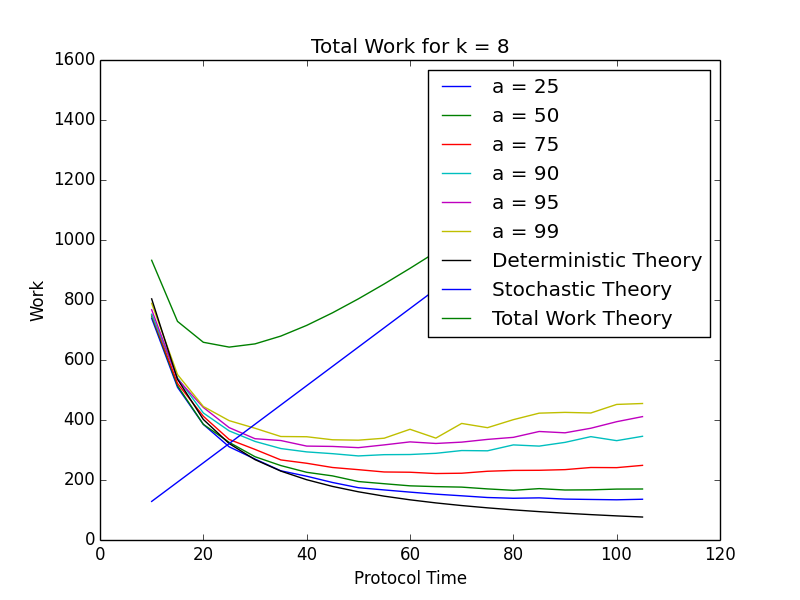 Total Work for k = 8
1600
1400
1200
1000
800
600
400
200
0
Work
a = 25
a = 50
a = 75
a = 90
a = 95
a = 99
Deterministic Theory
Stochastic Theory
Total Work Theory
0 20 40 60 80 100 120
Protocol Time